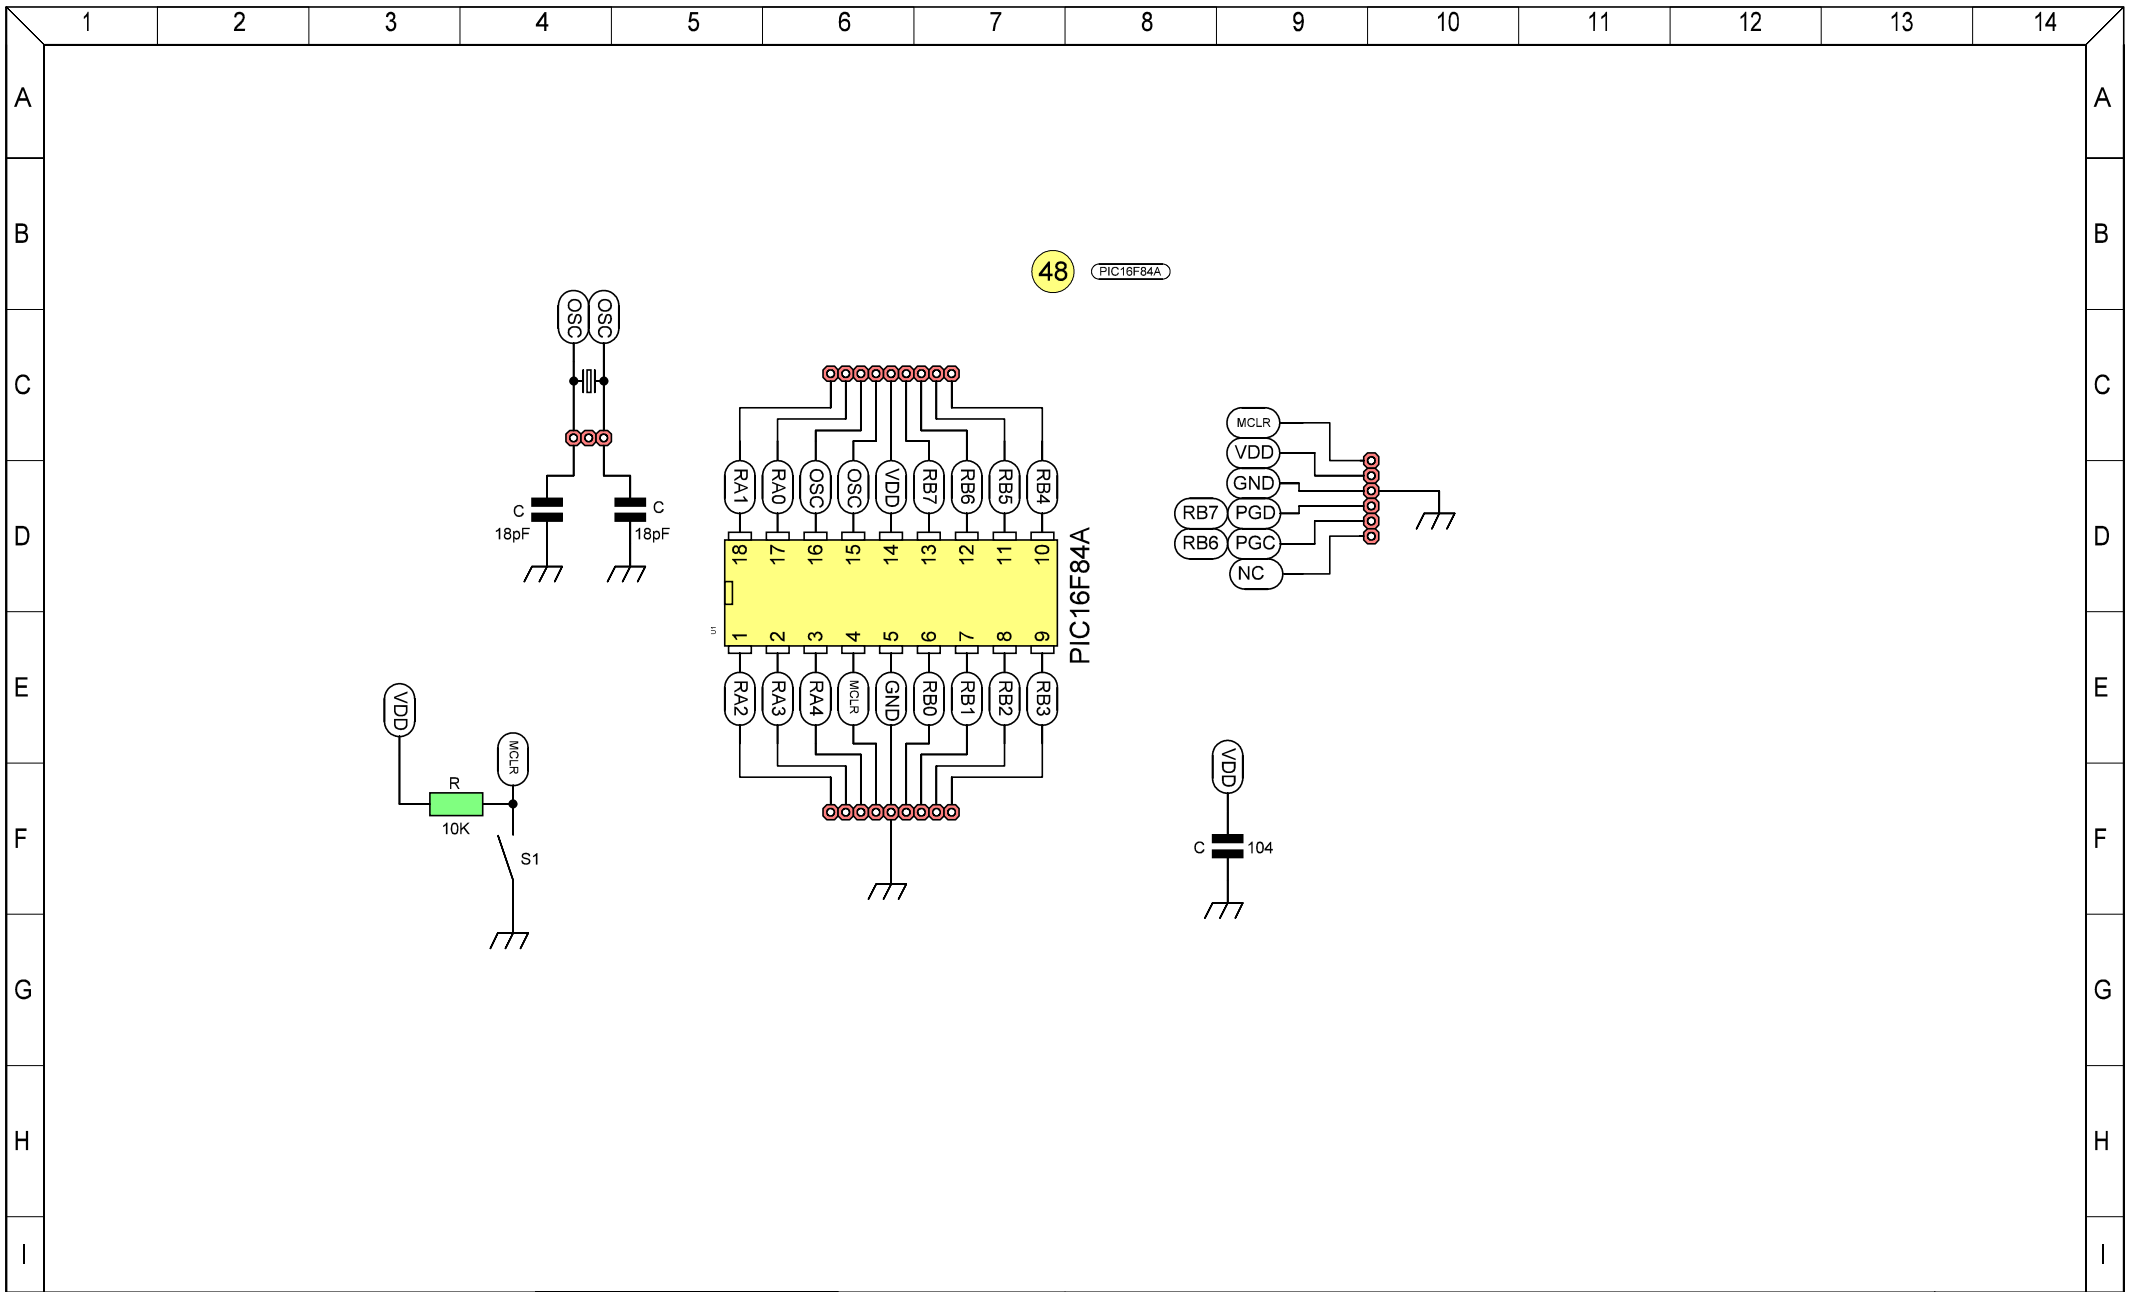 1 2 3 4 5 6 7 8 9 10 11 12 13 14
A A
B B
48 PIC16F84A
OSC OSC
C C
MCLR
VDD
GND
RB7 PGD
RB6 PGC
NC
RA1 RA0 OSC OSC VDD RB7 RB6 RB5 RB4
C C
18pF 18pF
D D
18 17 16 15 14 13 12 11 10
PIC16F84A
1 2 3 4 5 6 7 8 9
E E
RA2 RA3 RA4 MCLR GND RB0 RB1 RB2 RB3
VDD
MCLR
VDD
R
10K
F F
C 104
S1
G G
H H
I I